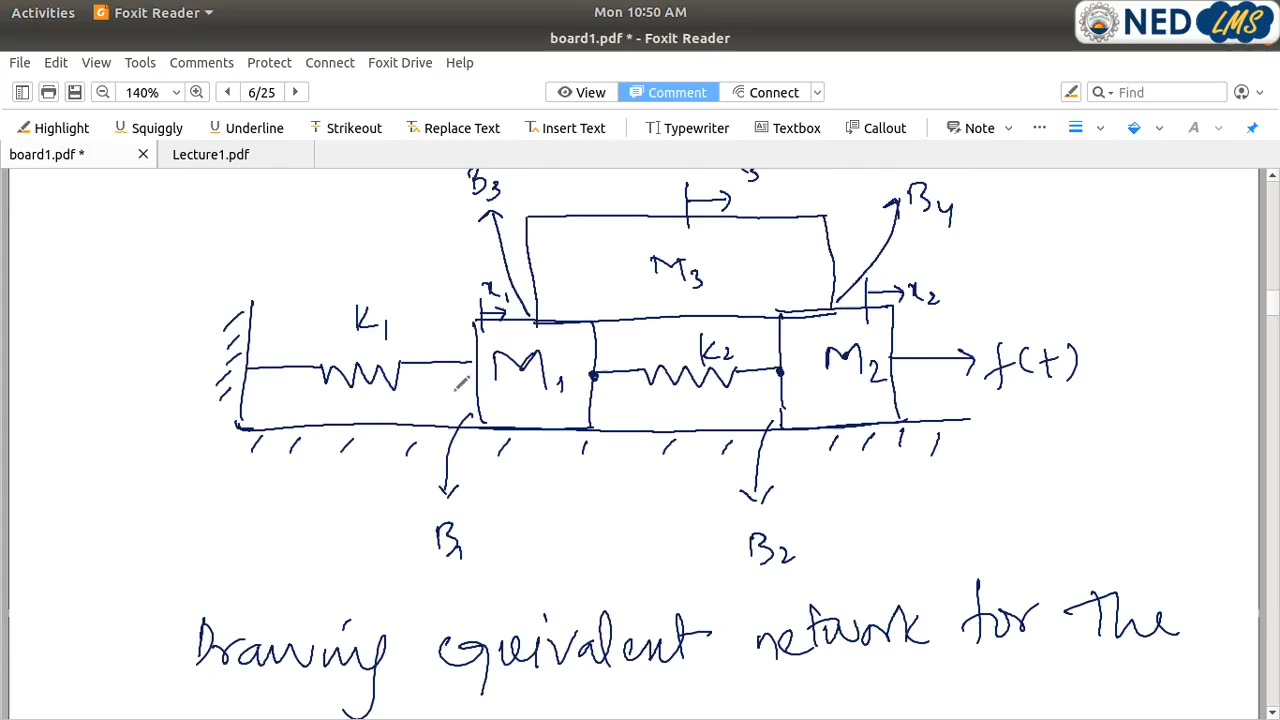 Activities Foxit Reader Mon 10:50 AM
board1.pdf * - Foxit Reader
NED LMS
File Edit View Tools Comments Protect Connect Foxit Drive Help
140% 6/25 View Comment Connect Find
Highlight Squiggly Underline Strikeout Replace Text Insert Text Typewriter Textbox Callout Note
board1.pdf * Lecture1.pdf
B3
B4
M3
x1
x2
K1
M1
K2
M2
f(t)
B1
B2
Drawing equivalent network for The